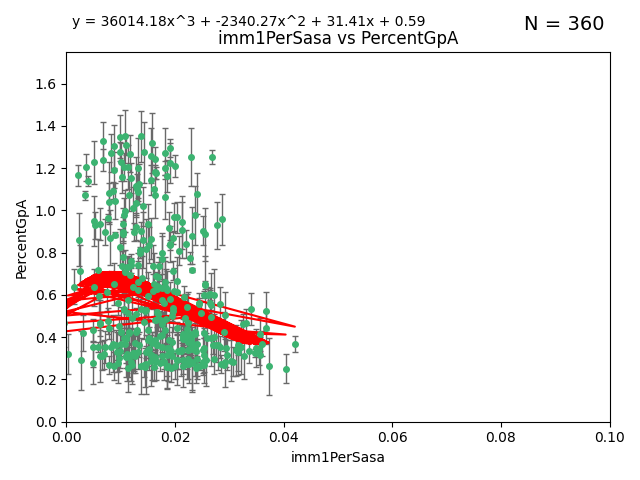 y = 36014.18x^3 + -2340.27x^2 + 31.41x + 0.59
N = 360
imm1PerSasa vs PercentGpA
1.6
1.4
1.2
1.0
0.8
0.6
0.4
0.2
0.0
PercentGpA
0.00 0.02 0.04 0.06 0.08 0.10
imm1PerSasa